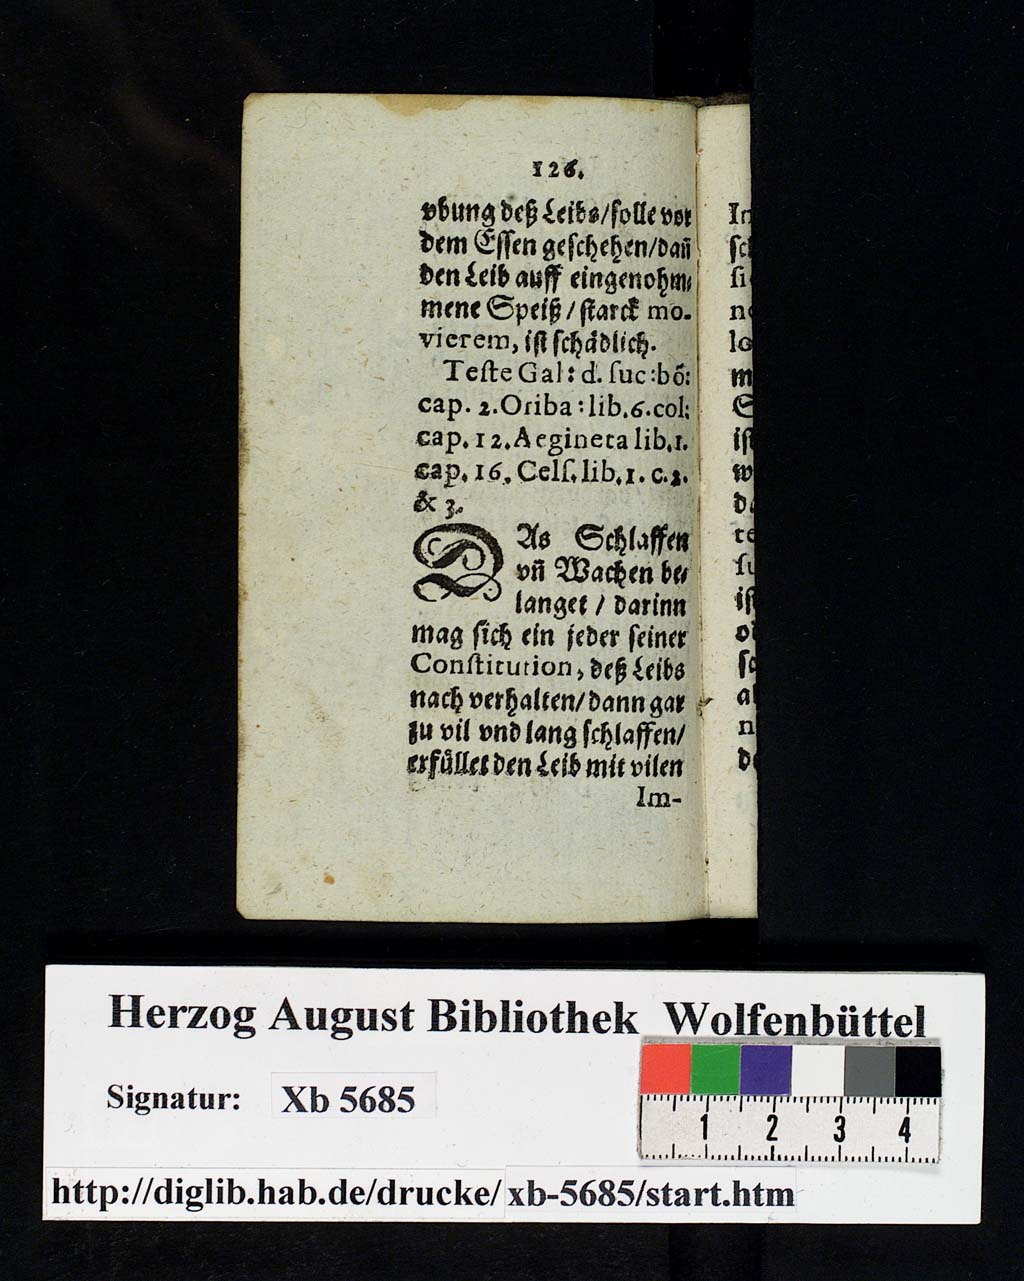 126.
vbung deß Leibs/solle vor
dem Essen geschehen/dañ
den Leib auff eingenohm⸗
mene Speiß/starck mo-
vierem, ist schådlich.
Teste Gal: d. suc: bõ:
cap. 2. Oriba: lib. 6. col:
cap. 12. Aegineta lib. 1.
cap. 16. Cels. lib. 1. c. 2.
& 3.
DAs Schlaffen
vñ Wachen be⸗
langet / darinn
mag sich ein jeder seiner
Constitution, deß Leibs
nach verhalten/dann gar
zu vil vnd lang schlaffen/
erfůllet den Leib mit vilen
Im-
Herzog August Bibliothek Wolfenbüttel
Signatur: Xb 5685
1 2 3 4
http://diglib.hab.de/drucke/xb-5685/start.htm